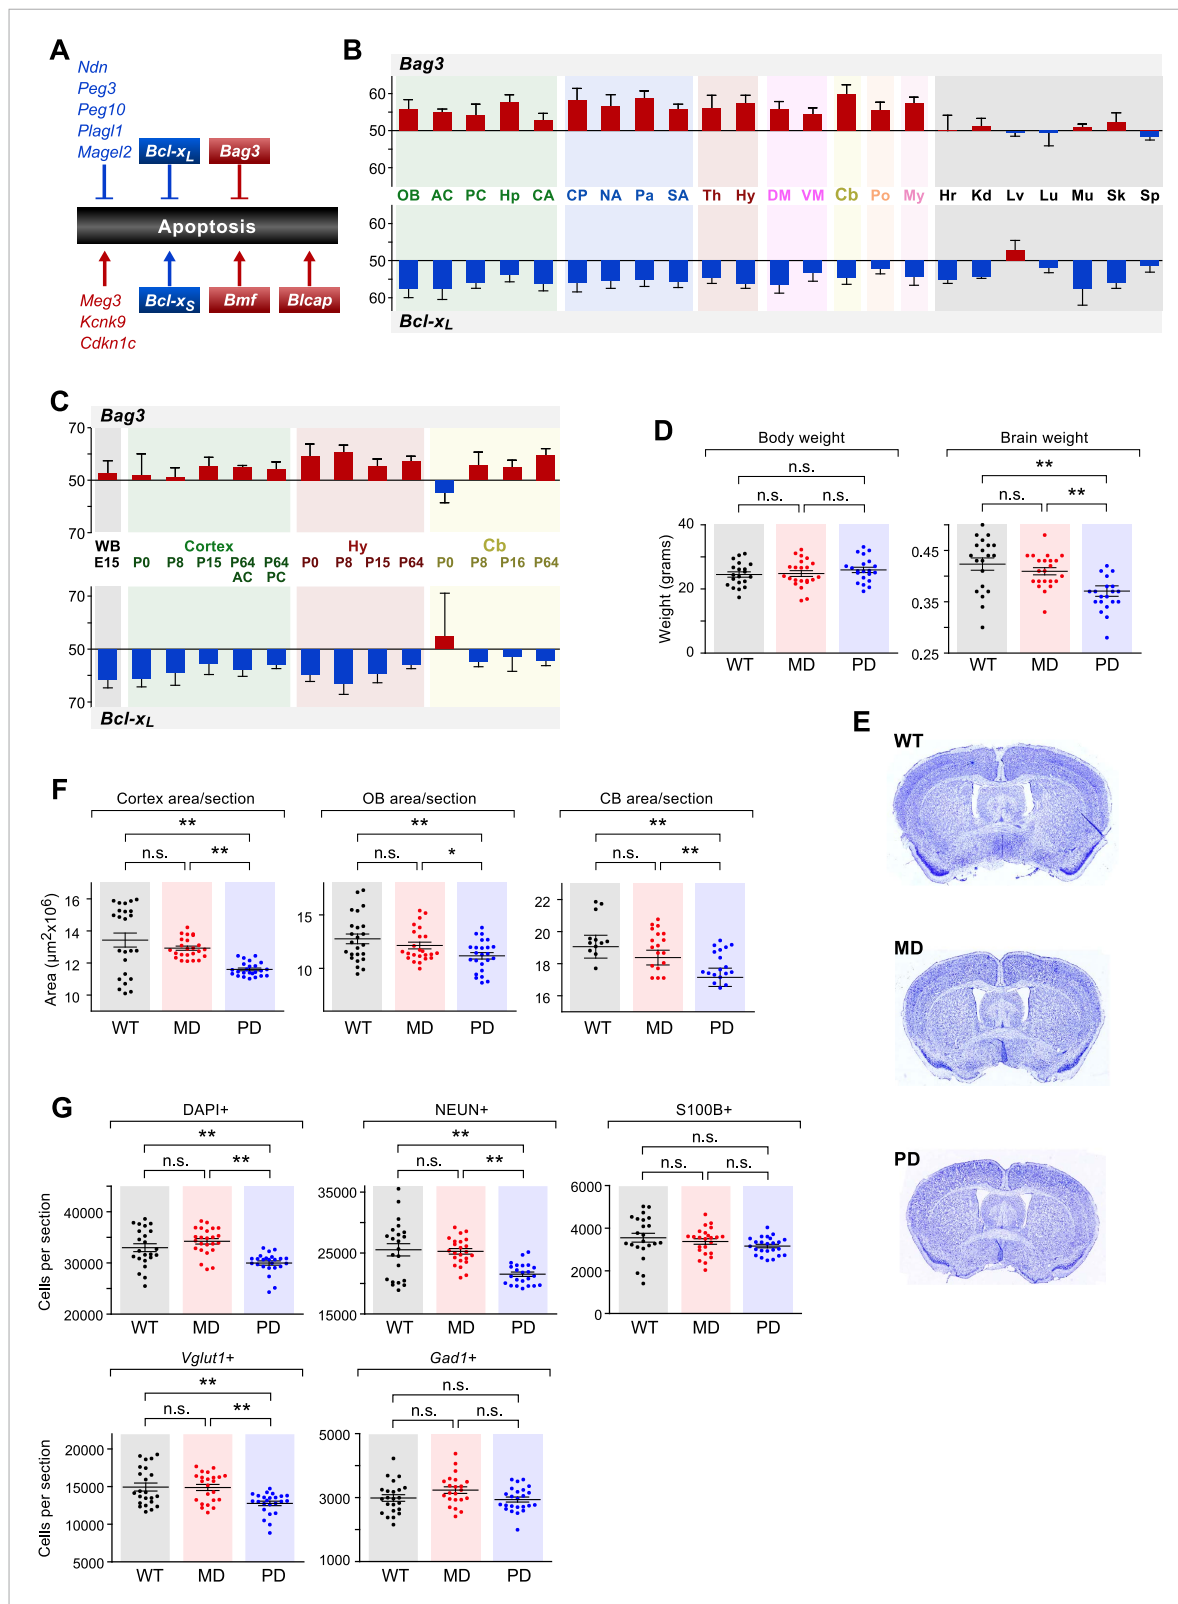 A
Ndn
Peg3
Peg10
Plagl1
Magel2
Bcl-xL
Bag3
Apoptosis
Meg3
Kcnk9
Cdkn1c
Bcl-xS
Bmf
Blcap
B
Bag3
60
50
60
OB AC PC Hp CA CP NA Pa SA Th Hy DM VM Cb Po My Hr Kd Lv Lu Mu Sk Sp
50
60
Bcl-xL
C
Bag3
70
50
70
WB Cortex Hy Cb
E15 P0 P8 P15 P64 P64 P0 P8 P15 P64 P0 P8 P16 P64
AC PC
50
70
Bcl-xL
D
Body weight
n.s.
n.s. n.s.
Weight (grams)
40
20
0
WT MD PD
Brain weight
**
n.s. **
0.45
0.35
0.25
WT MD PD
E
WT
MD
PD
F
Cortex area/section
**
n.s. **
Area (µm²x10⁶)
16
14
12
10
WT MD PD
OB area/section
**
n.s. *
15
10
WT MD PD
CB area/section
**
n.s. **
22
20
18
16
WT MD PD
G
DAPI+
**
n.s. **
Cells per section
40000
30000
20000
WT MD PD
NEUN+
**
n.s. **
35000
25000
15000
WT MD PD
S100B+
n.s.
n.s. n.s.
6000
4000
2000
0
WT MD PD
Vglut1+
**
n.s. **
Cells per section
20000
15000
10000
5000
WT MD PD
Gad1+
n.s.
n.s. n.s.
5000
3000
1000
WT MD PD